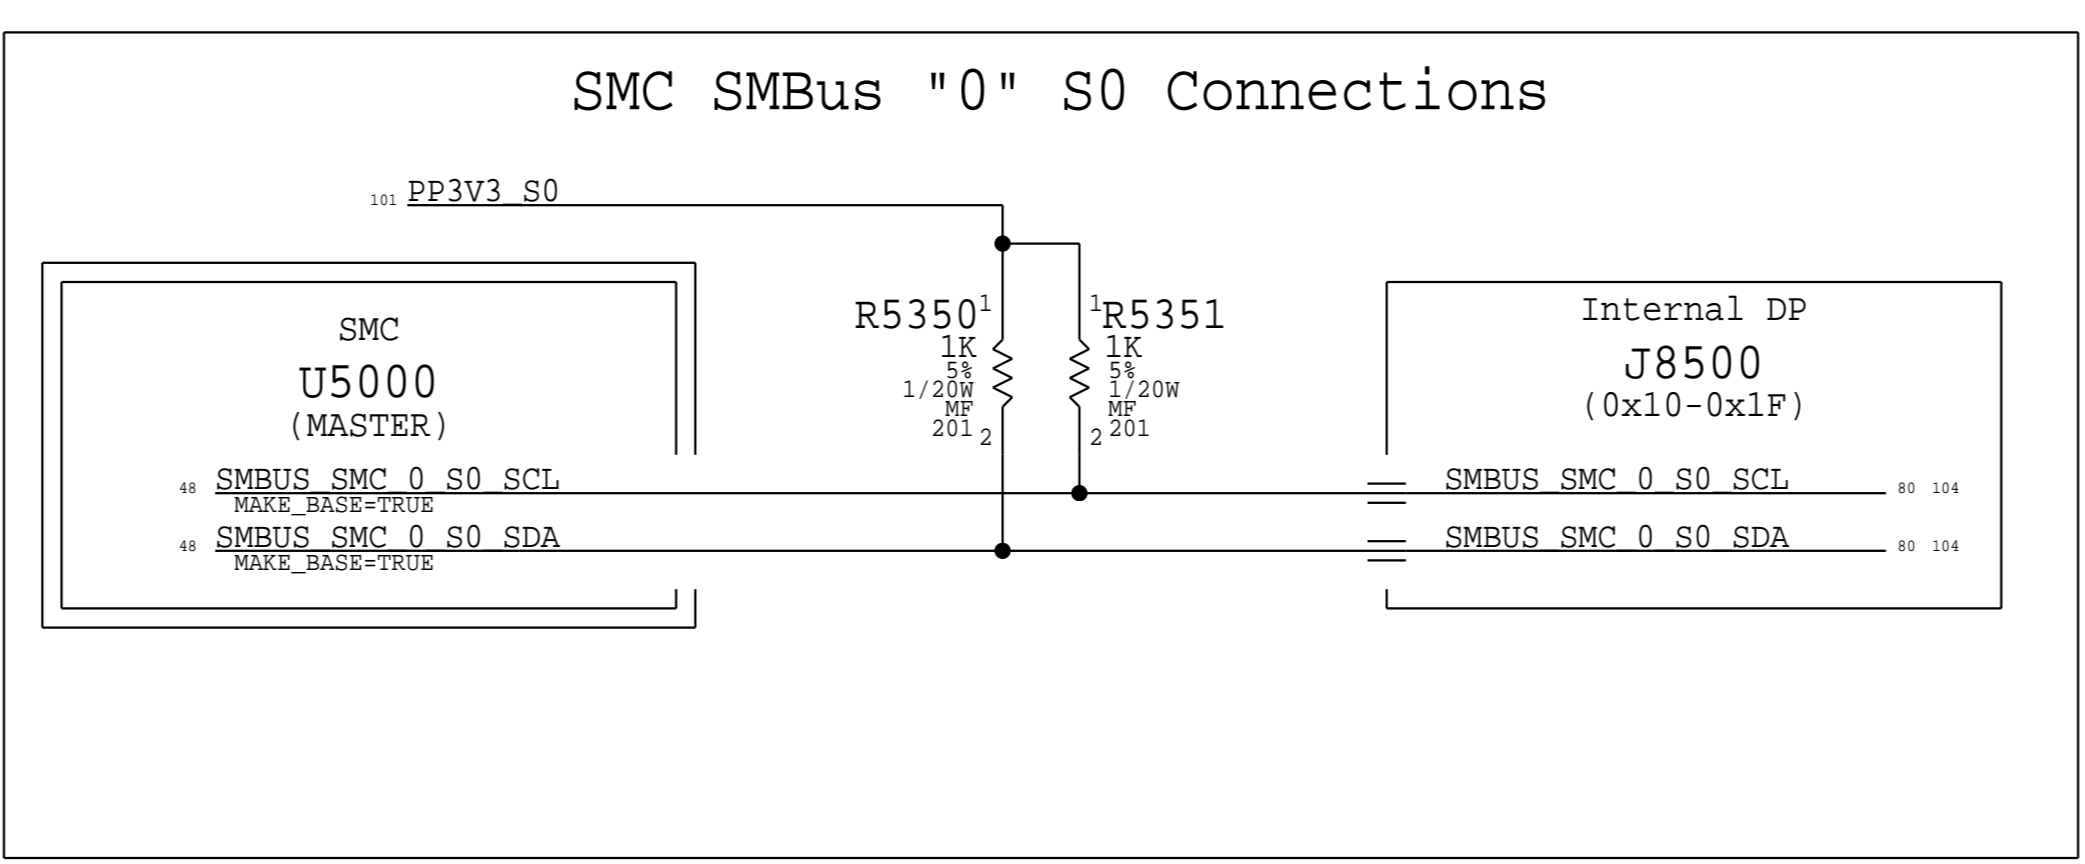 SMC SMBus "0" S0 Connections
101 PP3V3_S0
SMC
U5000
(MASTER)
48 SMBUS_SMC_0_S0_SCL
MAKE_BASE=TRUE
48 SMBUS_SMC_0_S0_SDA
MAKE_BASE=TRUE
R5350 1
1K
5%
1/20W
MF
201 2
1 R5351
1K
5%
1/20W
MF
2 201
Internal DP
J8500
(0x10-0x1F)
SMBUS_SMC_0_S0_SCL 80 104
SMBUS_SMC_0_S0_SDA 80 104